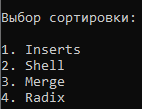 Выбор сортировки:
1. Inserts
2. Shell
3. Merge
4. Radix